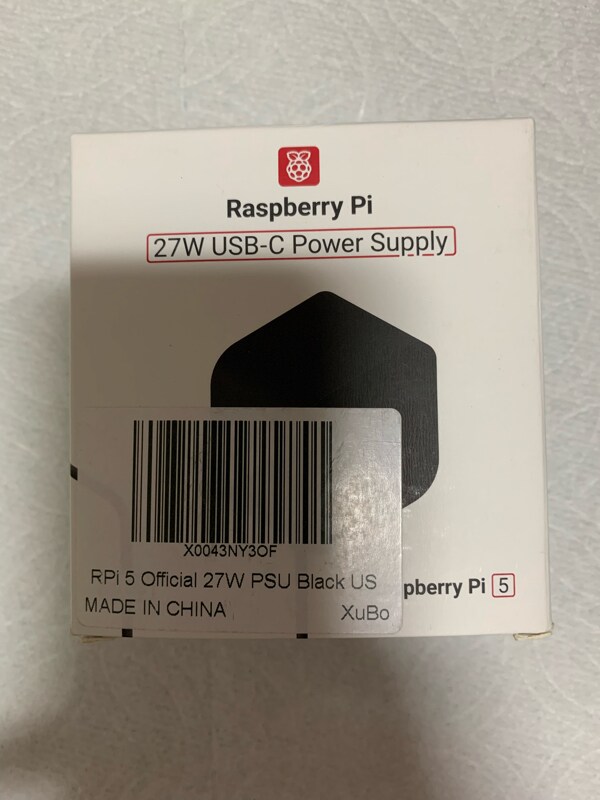 Raspberry Pi
27W USB-C Power Supply
X0043NY3OF
RPi 5 Official 27W PSU Black US
MADE IN CHINA XuBo
pberry Pi 5